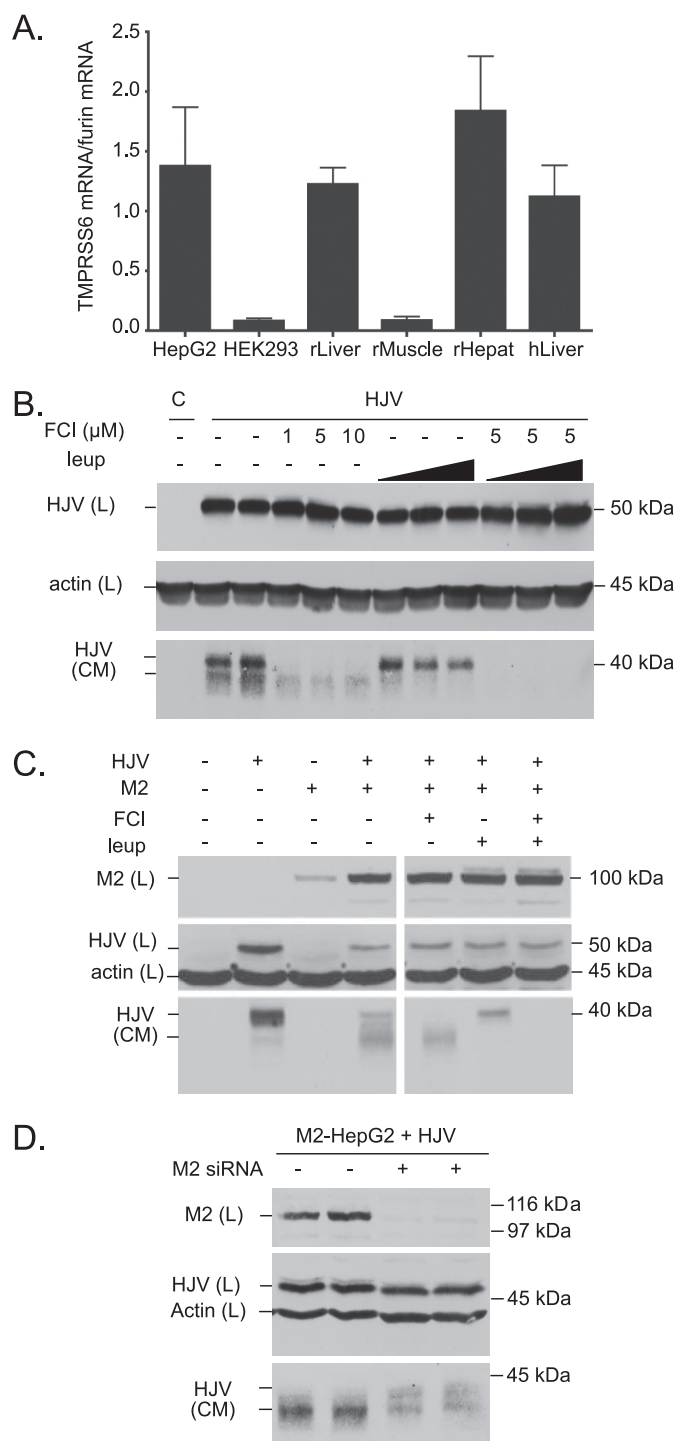 A.
TMPRSS6 mRNA/furin mRNA
2.5
2.0
1.5
1.0
0.5
0.0
HepG2 HEK293 rLiver rMuscle rHepat hLiver
B.
C HJV
FCI (µM) - - - 1 5 10 - - - 5 5 5
leup - - - - - -
HJV (L) 50 kDa
actin (L) 45 kDa
HJV
(CM) 40 kDa
C.
HJV - + - + + + +
M2 - - + + + + +
FCI - - - - + - +
leup - - - - - + +
M2 (L) 100 kDa
HJV (L) 50 kDa
actin (L) 45 kDa
HJV 40 kDa
(CM)
D.
M2-HepG2 + HJV
M2 siRNA - - + +
M2 (L) 116 kDa
97 kDa
HJV (L) 45 kDa
Actin (L)
45 kDa
HJV
(CM)